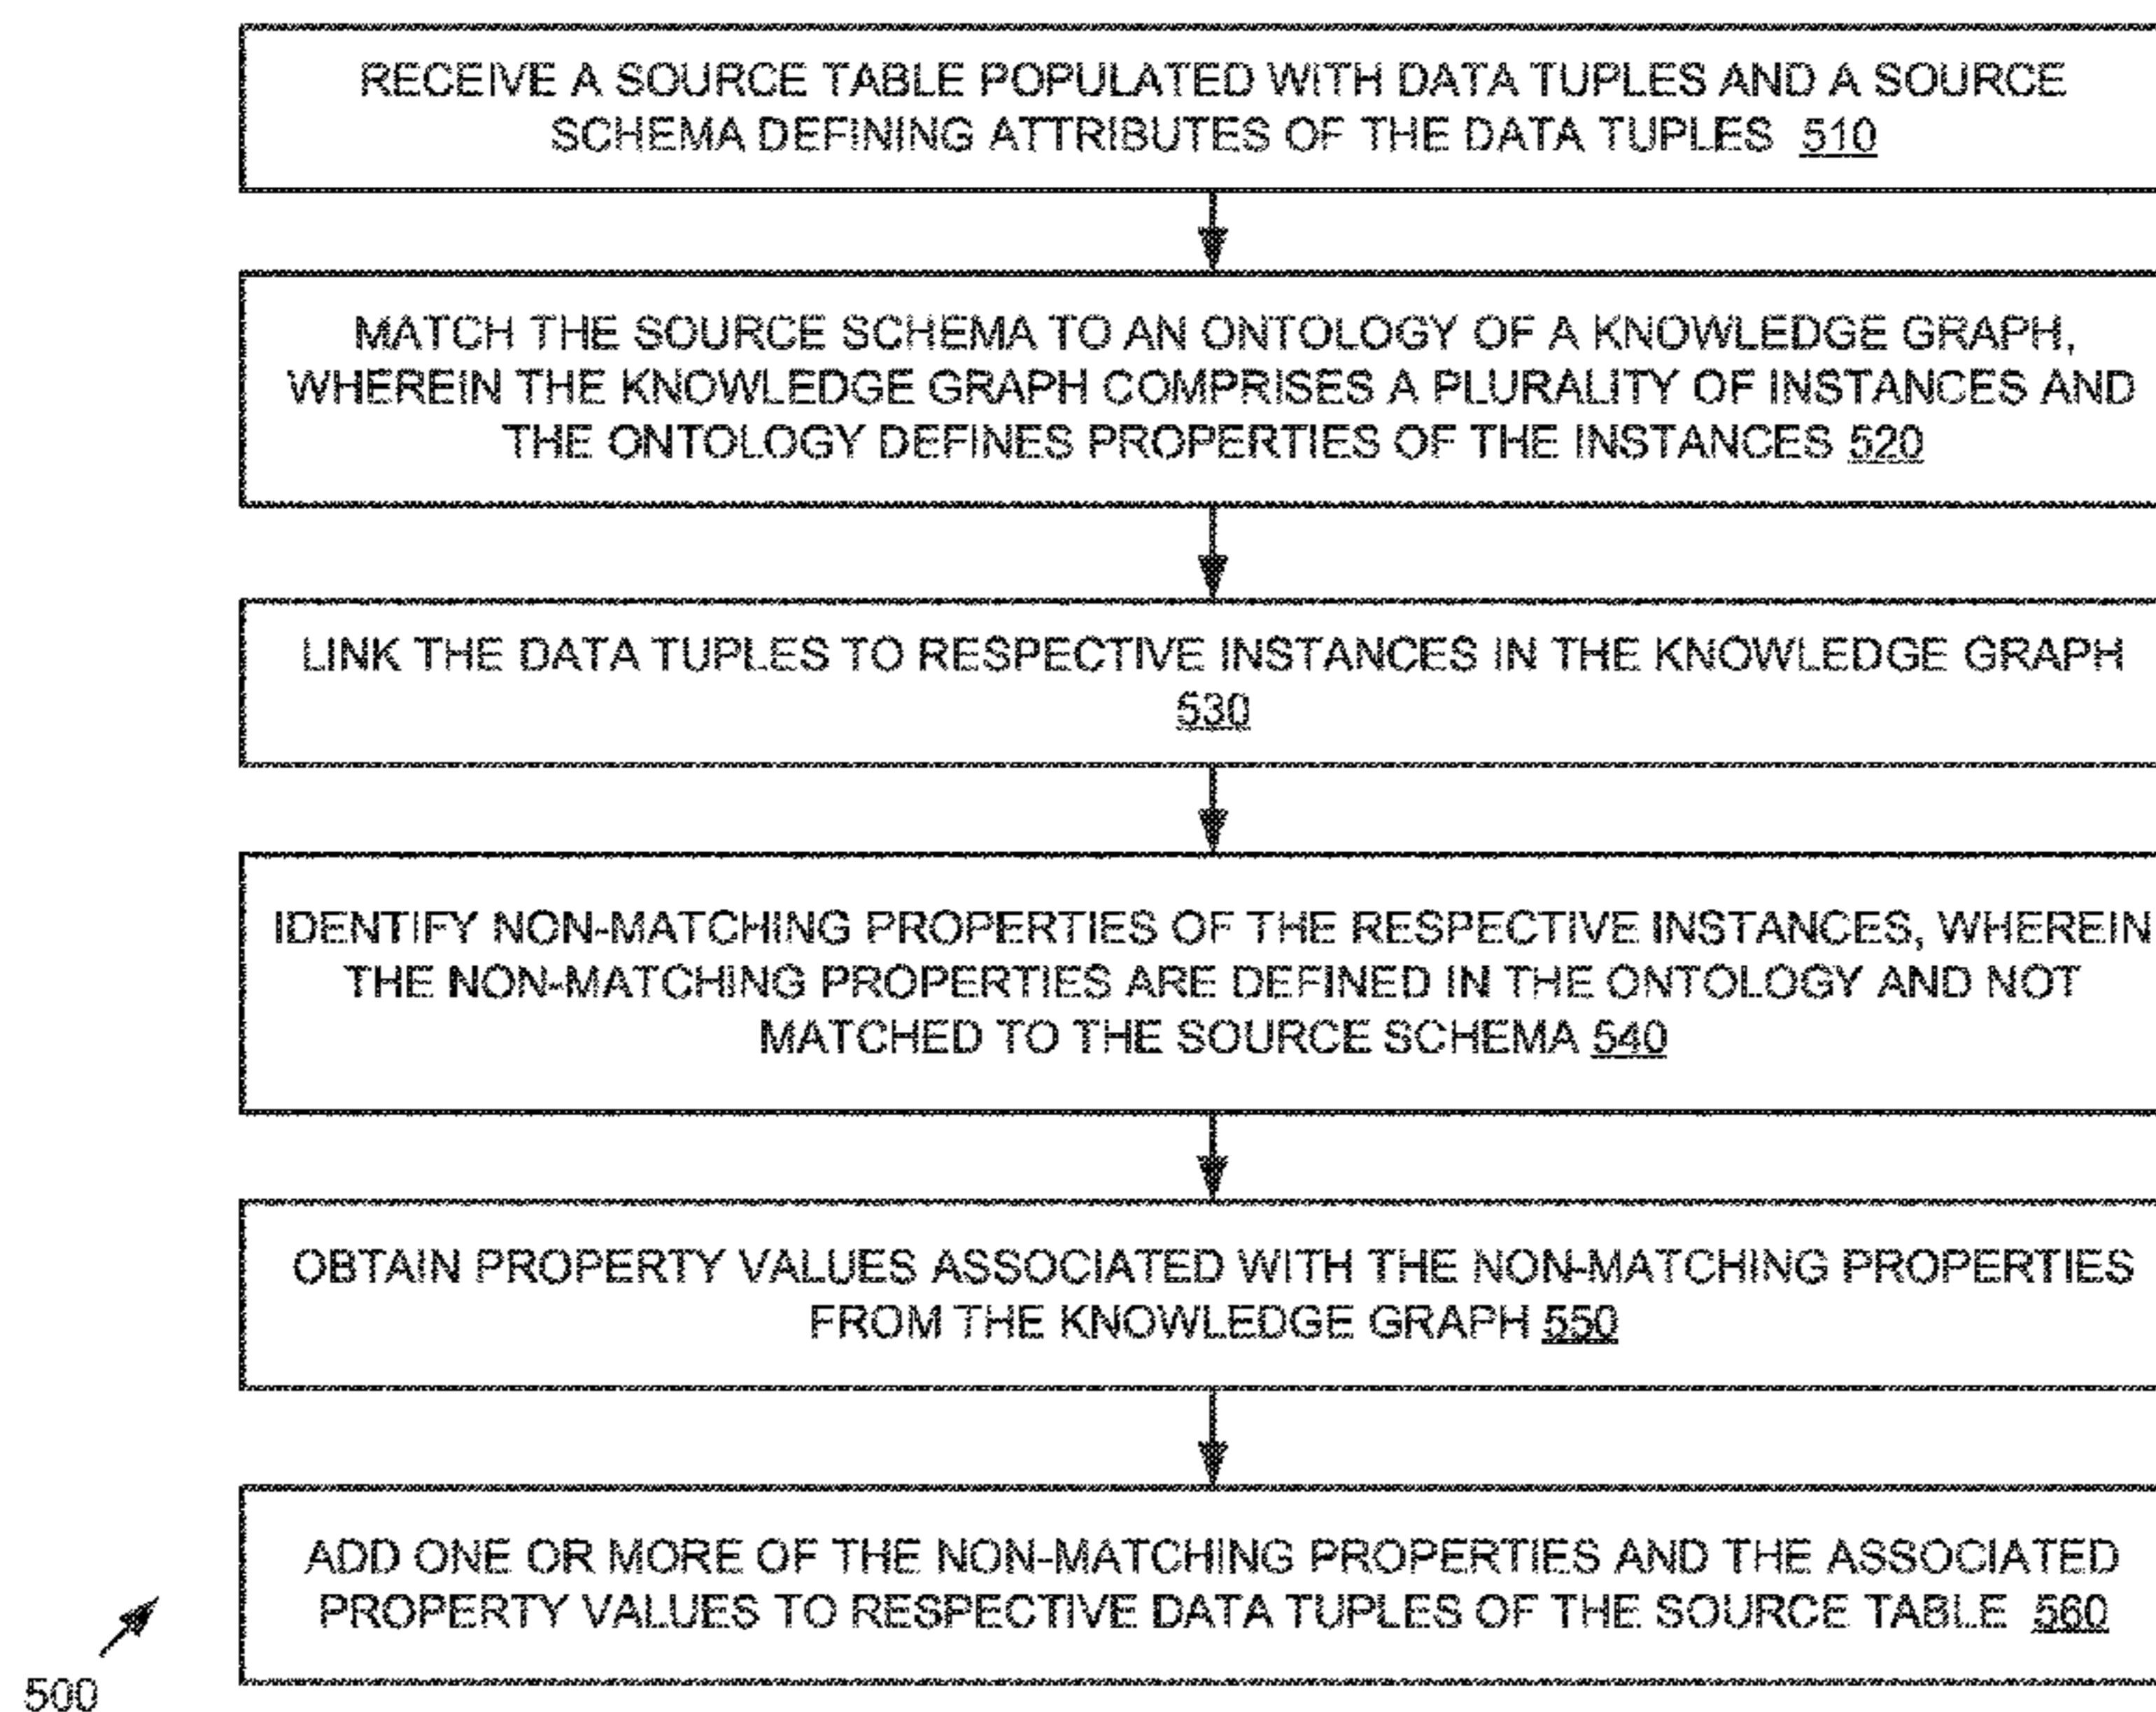 RECEIVE A SOURCE TABLE POPULATED WITH DATA TUPLES AND A SOURCE
SCHEMA DEFINING ATTRIBUTES OF THE DATA TUPLES 510
MATCH THE SOURCE SCHEMA TO AN ONTOLOGY OF A KNOWLEDGE GRAPH,
WHEREIN THE KNOWLEDGE GRAPH COMPRISES A PLURALITY OF INSTANCES AND
THE ONTOLOGY DEFINES PROPERTIES OF THE INSTANCES 520
LINK THE DATA TUPLES TO RESPECTIVE INSTANCES IN THE KNOWLEDGE GRAPH
530
IDENTIFY NON-MATCHING PROPERTIES OF THE RESPECTIVE INSTANCES, WHEREIN
THE NON-MATCHING PROPERTIES ARE DEFINED IN THE ONTOLOGY AND NOT
MATCHED TO THE SOURCE SCHEMA 540
OBTAIN PROPERTY VALUES ASSOCIATED WITH THE NON-MATCHING PROPERTIES
FROM THE KNOWLEDGE GRAPH 550
ADD ONE OR MORE OF THE NON-MATCHING PROPERTIES AND THE ASSOCIATED
PROPERTY VALUES TO RESPECTIVE DATA TUPLES OF THE SOURCE TABLE 560
500